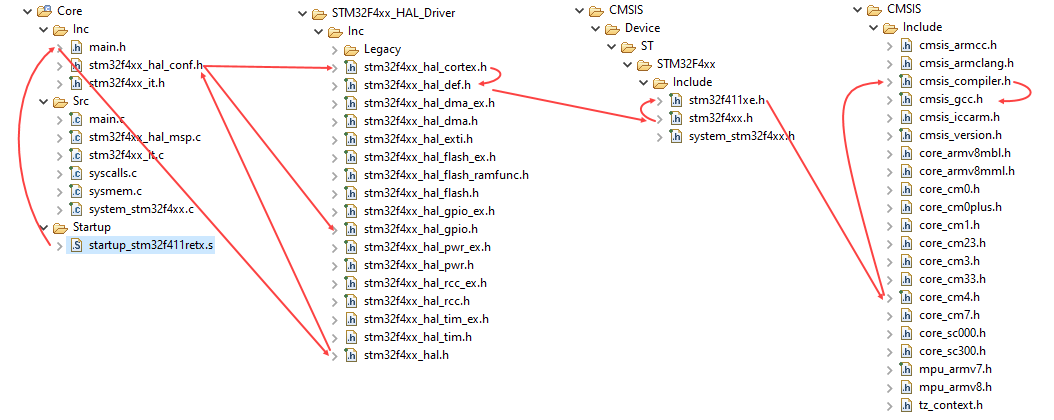 Core
Inc
main.h
stm32f4xx_hal_conf.h
stm32f4xx_it.h
Src
main.c
stm32f4xx_hal_msp.c
stm32f4xx_it.c
syscalls.c
sysmem.c
system_stm32f4xx.c
Startup
startup_stm32f411retx.s
STM32F4xx_HAL_Driver
Inc
Legacy
stm32f4xx_hal_cortex.h
stm32f4xx_hal_def.h
stm32f4xx_hal_dma_ex.h
stm32f4xx_hal_dma.h
stm32f4xx_hal_exti.h
stm32f4xx_hal_flash_ex.h
stm32f4xx_hal_flash_ramfunc.h
stm32f4xx_hal_flash.h
stm32f4xx_hal_gpio_ex.h
stm32f4xx_hal_gpio.h
stm32f4xx_hal_pwr_ex.h
stm32f4xx_hal_pwr.h
stm32f4xx_hal_rcc_ex.h
stm32f4xx_hal_rcc.h
stm32f4xx_hal_tim_ex.h
stm32f4xx_hal_tim.h
stm32f4xx_hal.h
CMSIS
Device
ST
STM32F4xx
Include
stm32f411xe.h
stm32f4xx.h
system_stm32f4xx.h
CMSIS
Include
cmsis_armcc.h
cmsis_armclang.h
cmsis_compiler.h
cmsis_gcc.h
cmsis_iccarm.h
cmsis_version.h
core_armv8mbl.h
core_armv8mml.h
core_cm0.h
core_cm0plus.h
core_cm1.h
core_cm23.h
core_cm3.h
core_cm33.h
core_cm4.h
core_cm7.h
core_sc000.h
core_sc300.h
mpu_armv7.h
mpu_armv8.h
tz_context.h